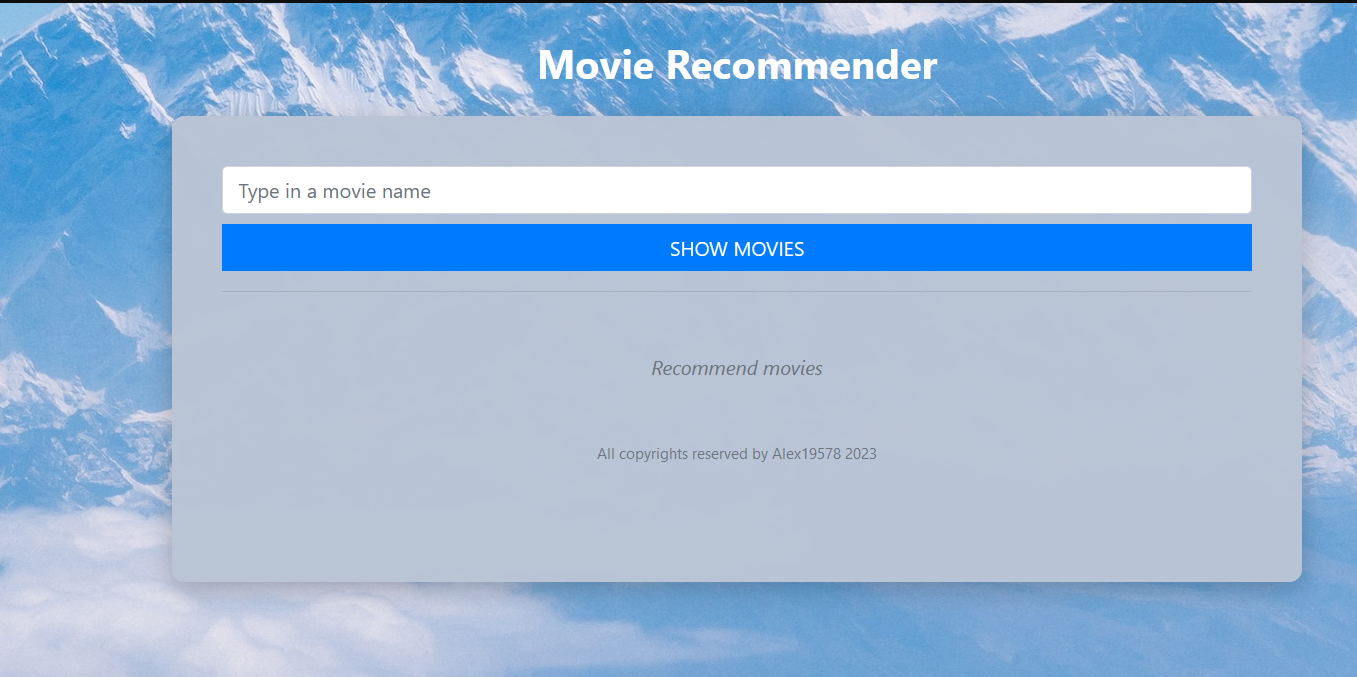 Movie Recommender
Type in a movie name
SHOW MOVIES
Recommend movies
All copyrights reserved by Alex19578 2023